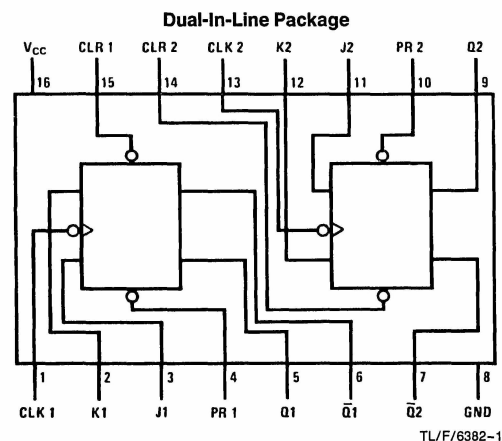 Dual-In-Line Package
VCC CLR 1 CLR 2 CLK 2 K2 J2 PR 2 Q2
16 15 14 13 12 11 10 9
1 2 3 4 5 6 7 8
CLK 1 K1 J1 PR 1 Q1 Q̅1 Q̅2 GND
TL/F/6382-1